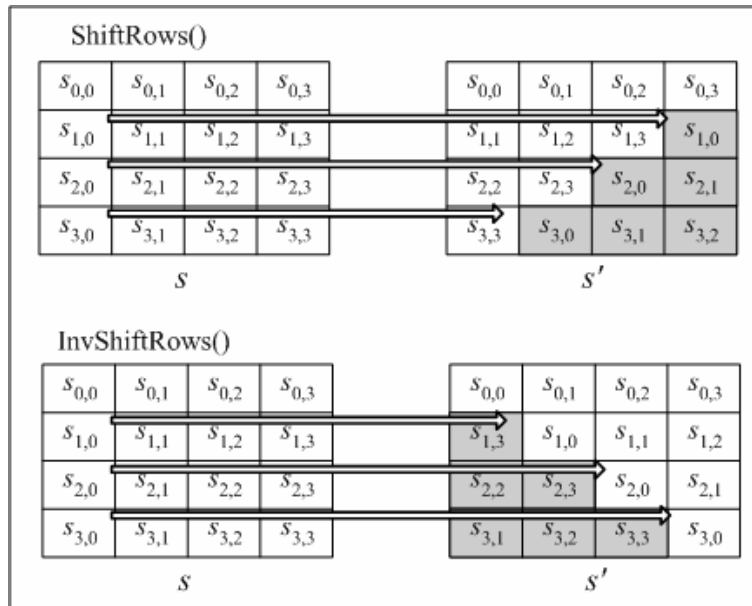 ShiftRows()
s0,0 s0,1 s0,2 s0,3 s0,0 s0,1 s0,2 s0,3
s1,0 s1,1 s1,2 s1,3 s1,1 s1,2 s1,3 s1,0
s2,0 s2,1 s2,2 s2,3 s2,2 s2,3 s2,0 s2,1
s3,0 s3,1 s3,2 s3,3 s3,3 s3,0 s3,1 s3,2
s s′
InvShiftRows()
s0,0 s0,1 s0,2 s0,3 s0,0 s0,1 s0,2 s0,3
s1,0 s1,1 s1,2 s1,3 s1,3 s1,0 s1,1 s1,2
s2,0 s2,1 s2,2 s2,3 s2,2 s2,3 s2,0 s2,1
s3,0 s3,1 s3,2 s3,3 s3,1 s3,2 s3,3 s3,0
s s′